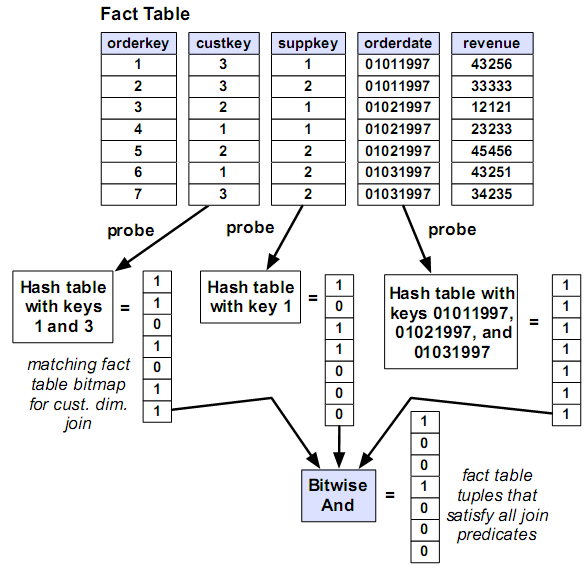 Fact Table
orderkey custkey suppkey orderdate revenue
1 3 1 01011997 43256
2 3 2 01011997 33333
3 2 1 01021997 12121
4 1 1 01021997 23233
5 2 2 01021997 45456
6 1 2 01031997 43251
7 3 2 01031997 34235
probe probe probe
Hash table
with keys
1 and 3
=
1
1
0
1
0
1
1
matching fact
table bitmap
for cust. dim.
join
Hash table
with key 1
=
1
0
1
1
0
0
0
Hash table with
keys 01011997,
01021997, and
01031997
=
1
1
1
1
1
1
1
Bitwise
And
=
1
0
0
1
0
0
0
fact table
tuples that
satisfy all join
predicates